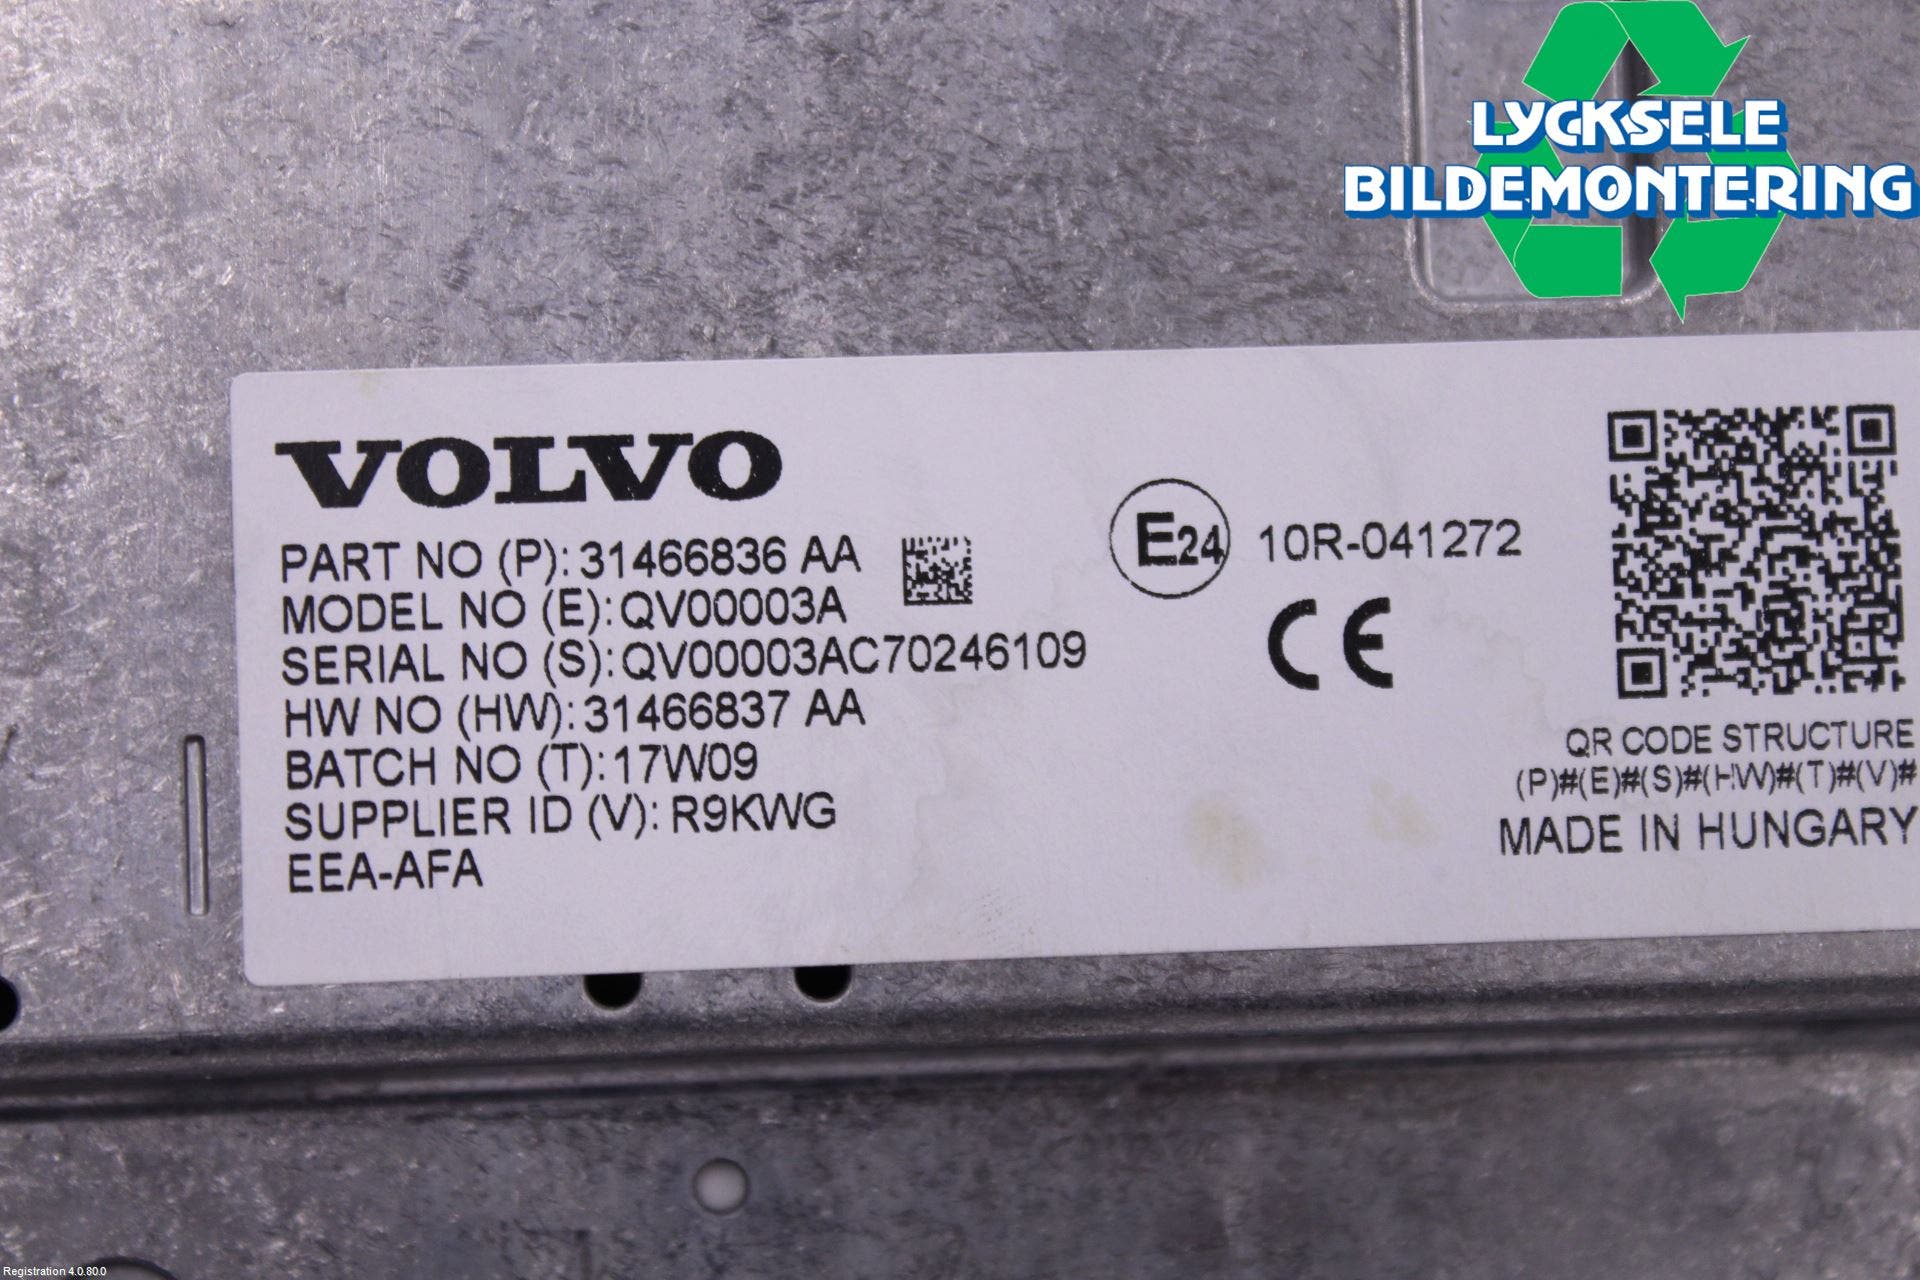 LYCKSELE
BILDEMONTERING
VOLVO
PART NO (P): 31466836 AA
MODEL NO (E): QV00003A
SERIAL NO (S): QV00003AC70246109
HW NO (HW): 31466837 AA
BATCH NO (T): 17W09
SUPPLIER ID (V): R9KWG
EEA-AFA
E24 10R-041272
CE
QR CODE STRUCTURE
(P)#(E)#(S)#(HW)#(T)#(V)#
MADE IN HUNGARY
Registration 4.0.80.0